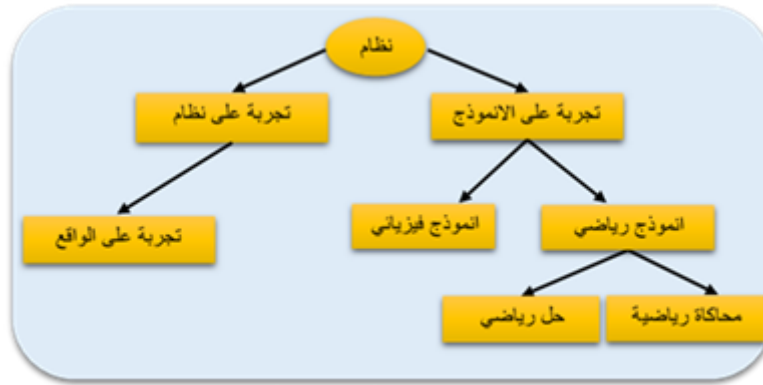 نظام
تجربة على الانموذج
تجربة على نظام
انموذج رياضي
انموذج فيزيائي
تجربة على الواقع
محاكاة رياضية
حل رياضي